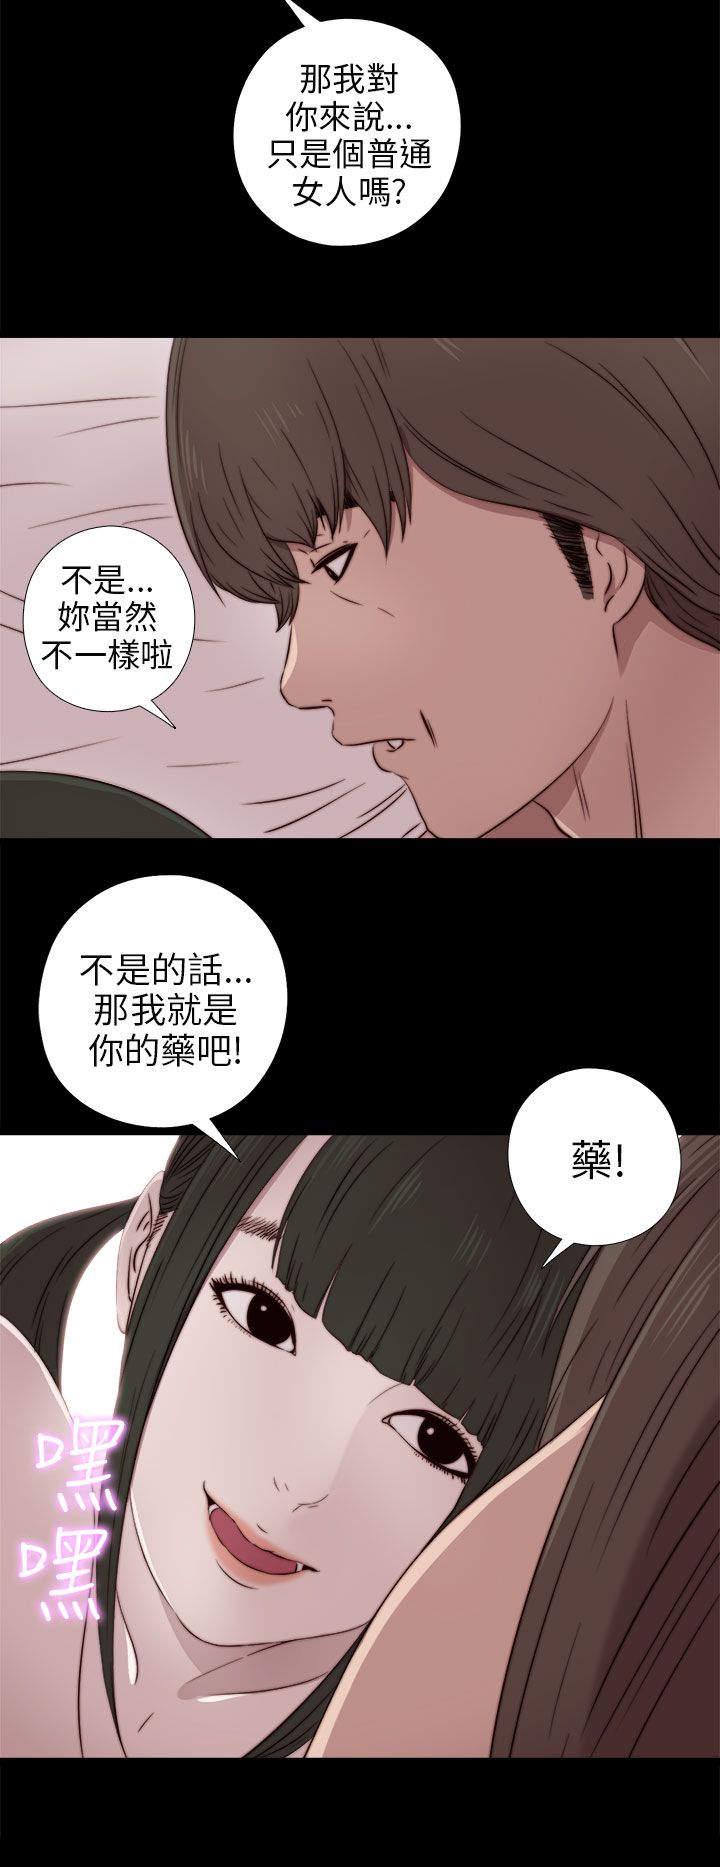 那我對
你來說...
只是個普通
女人嗎?
不是...
妳當然
不一樣啦
不是的話...
那我就是
你的藥吧!
藥!
嘿
嘿